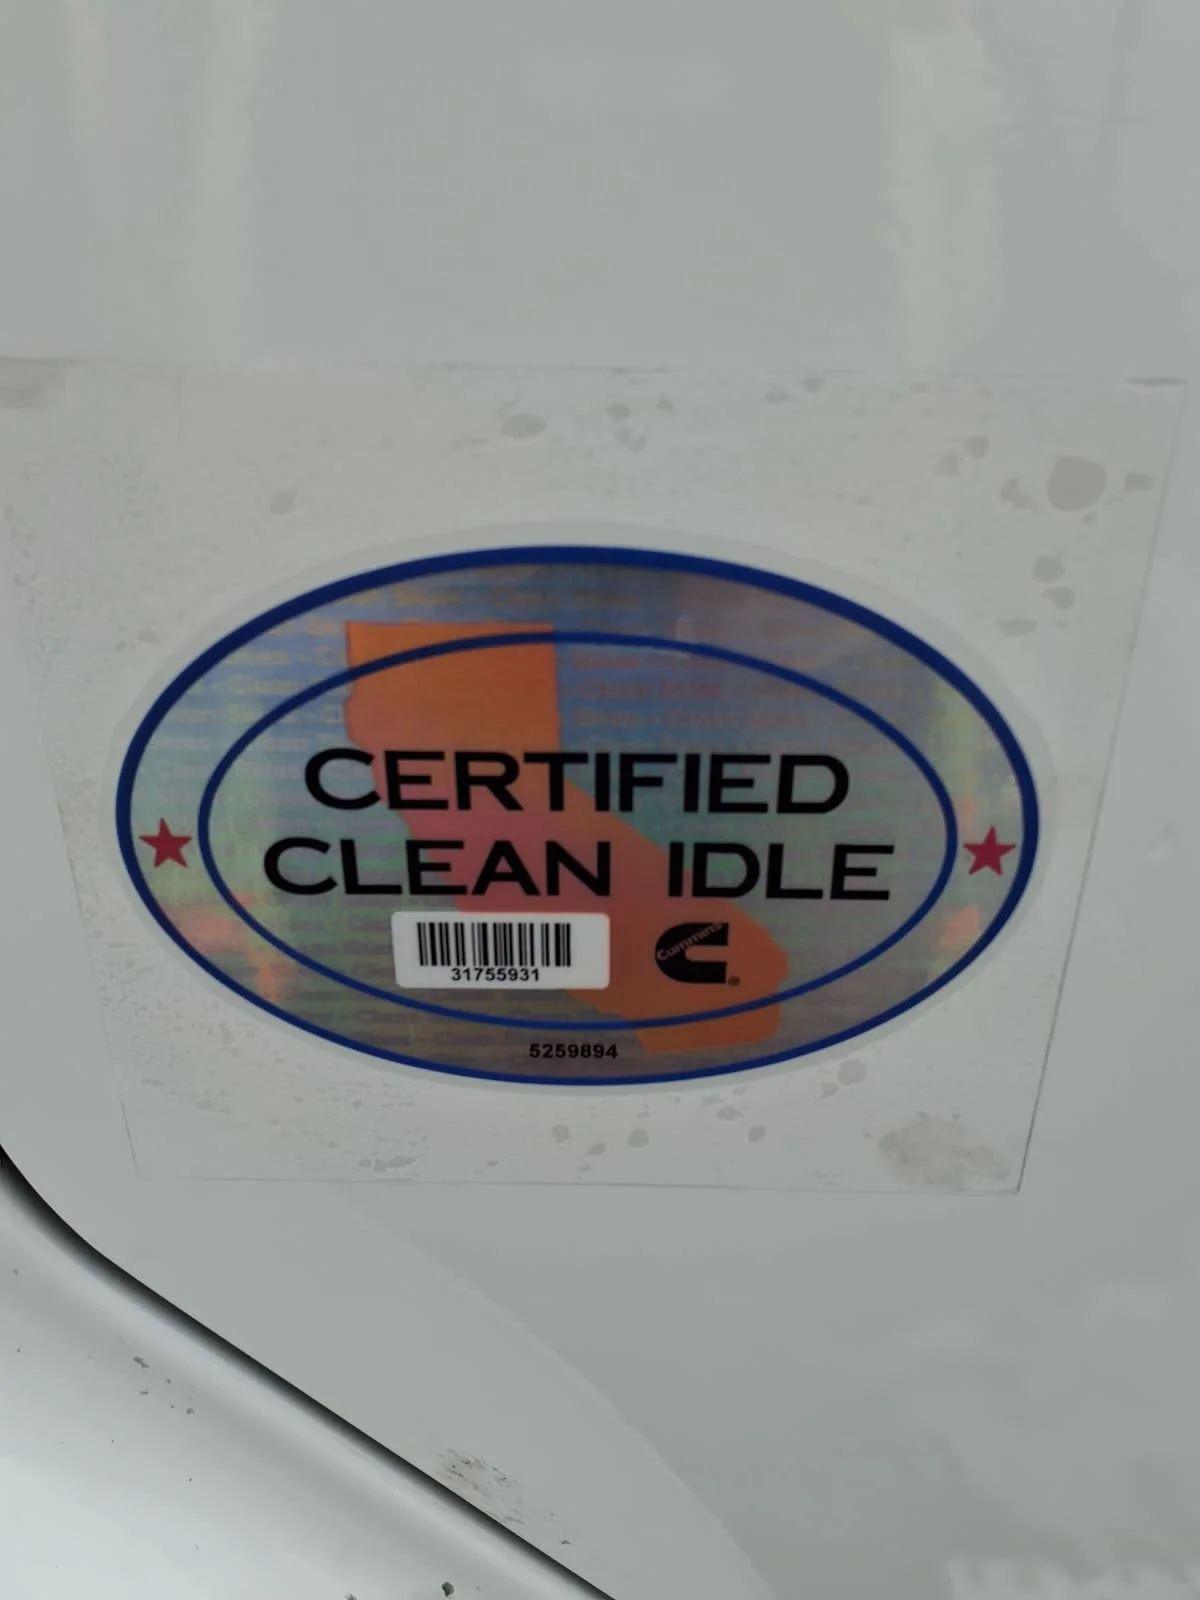 CERTIFIED
CLEAN IDLE
31755931
Cummins
5259894